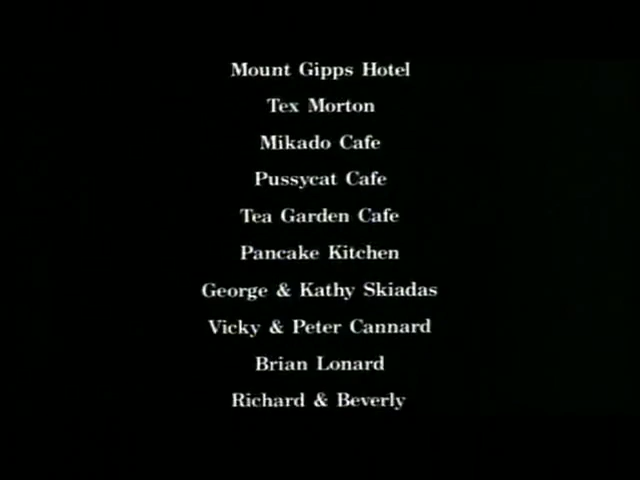 Mount Gipps Hotel
Tex Morton
Mikado Cafe
Pussycat Cafe
Tea Garden Cafe
Pancake Kitchen
George & Kathy Skiadas
Vicky & Peter Cannard
Brian Lonard
Richard & Beverly